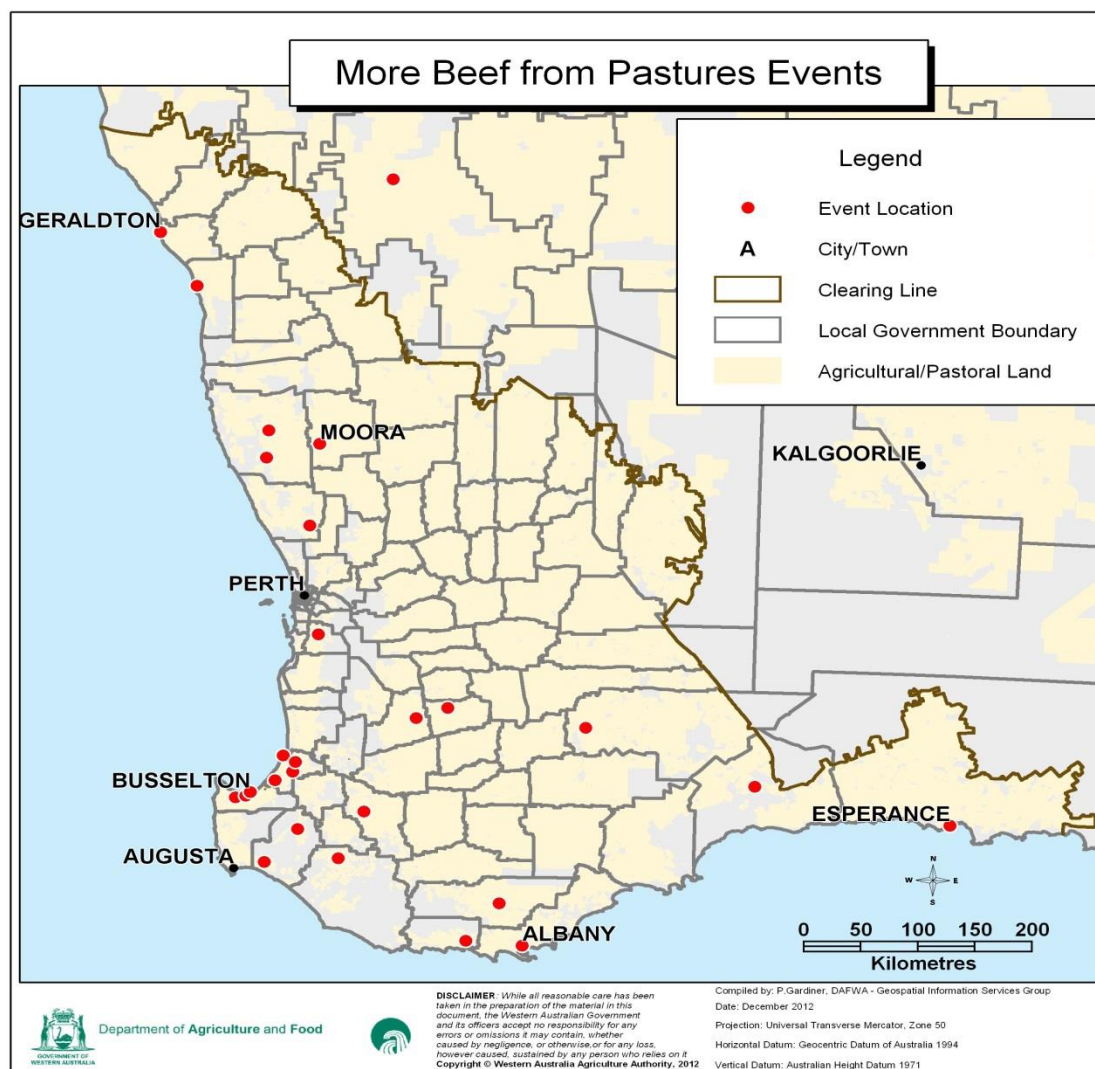 More Beef from Pastures Events
Legend
Event Location
A City/Town
Clearing Line
Local Government Boundary
Agricultural/Pastoral Land
GERALDTON
MOORA
KALGOORLIE
PERTH
BUSSELTON
ESPERANCE
AUGUSTA
ALBANY
N
W E
S
0 50 100 150 200
Kilometres
GOVERNMENT OF
WESTERN AUSTRALIA
Department of Agriculture and Food
DISCLAIMER: While all reasonable care has been
taken in the preparation of the material in this
document, the Western Australian Government
and its officers accept no responsibility for any
errors or omissions it may contain, whether
caused by negligence, or otherwise,or for any loss,
however caused, sustained by any person who relies on it
Copyright © Western Australia Agriculture Authority, 2012
Compiled by: P.Gardiner, DAFWA - Geospatial Information Services Group
Date: December 2012
Projection: Universal Transverse Mercator, Zone 50
Horizontal Datum: Geocentric Datum of Australia 1994
Vertical Datum: Australian Height Datum 1971